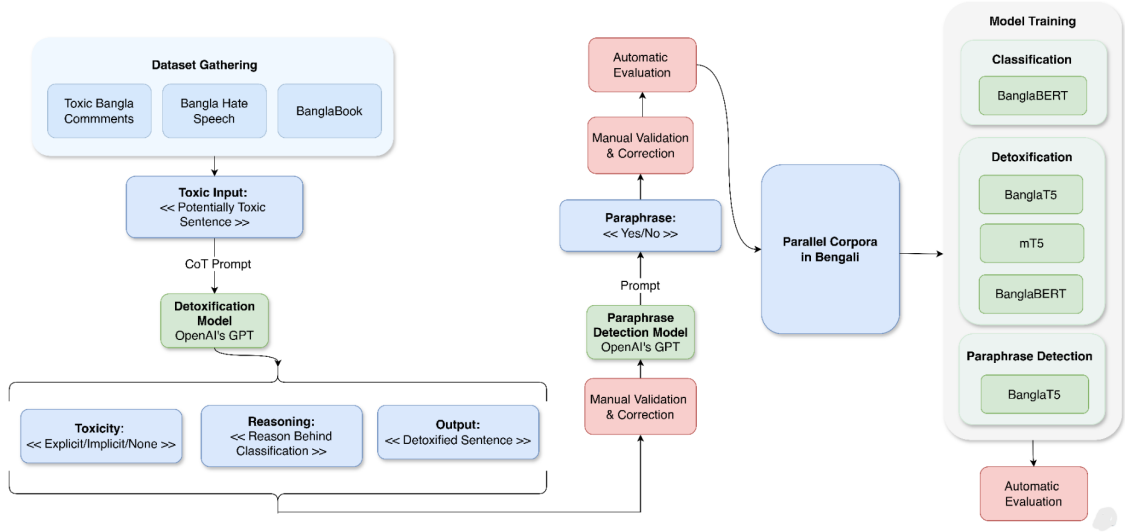 Dataset Gathering
Toxic Bangla
Commments
Bangla Hate
Speech
BanglaBook
Toxic Input:
<< Potentially Toxic
Sentence >>
CoT Prompt
Detoxification
Model
OpenAI's GPT
Toxicity:
<< Explicit/Implicit/None >>
Reasoning:
<< Reason Behind
Classification >>
Output:
<< Detoxified Sentence >>
Manual Validation
& Correction
Paraphrase
Detection Model
OpenAI's GPT
Prompt
Paraphrase:
<< Yes/No >>
Manual Validation
& Correction
Automatic
Evaluation
Parallel Corpora
in Bengali
Model Training
Classification
BanglaBERT
Detoxification
BanglaT5
mT5
BanglaBERT
Paraphrase Detection
BanglaT5
Automatic
Evaluation